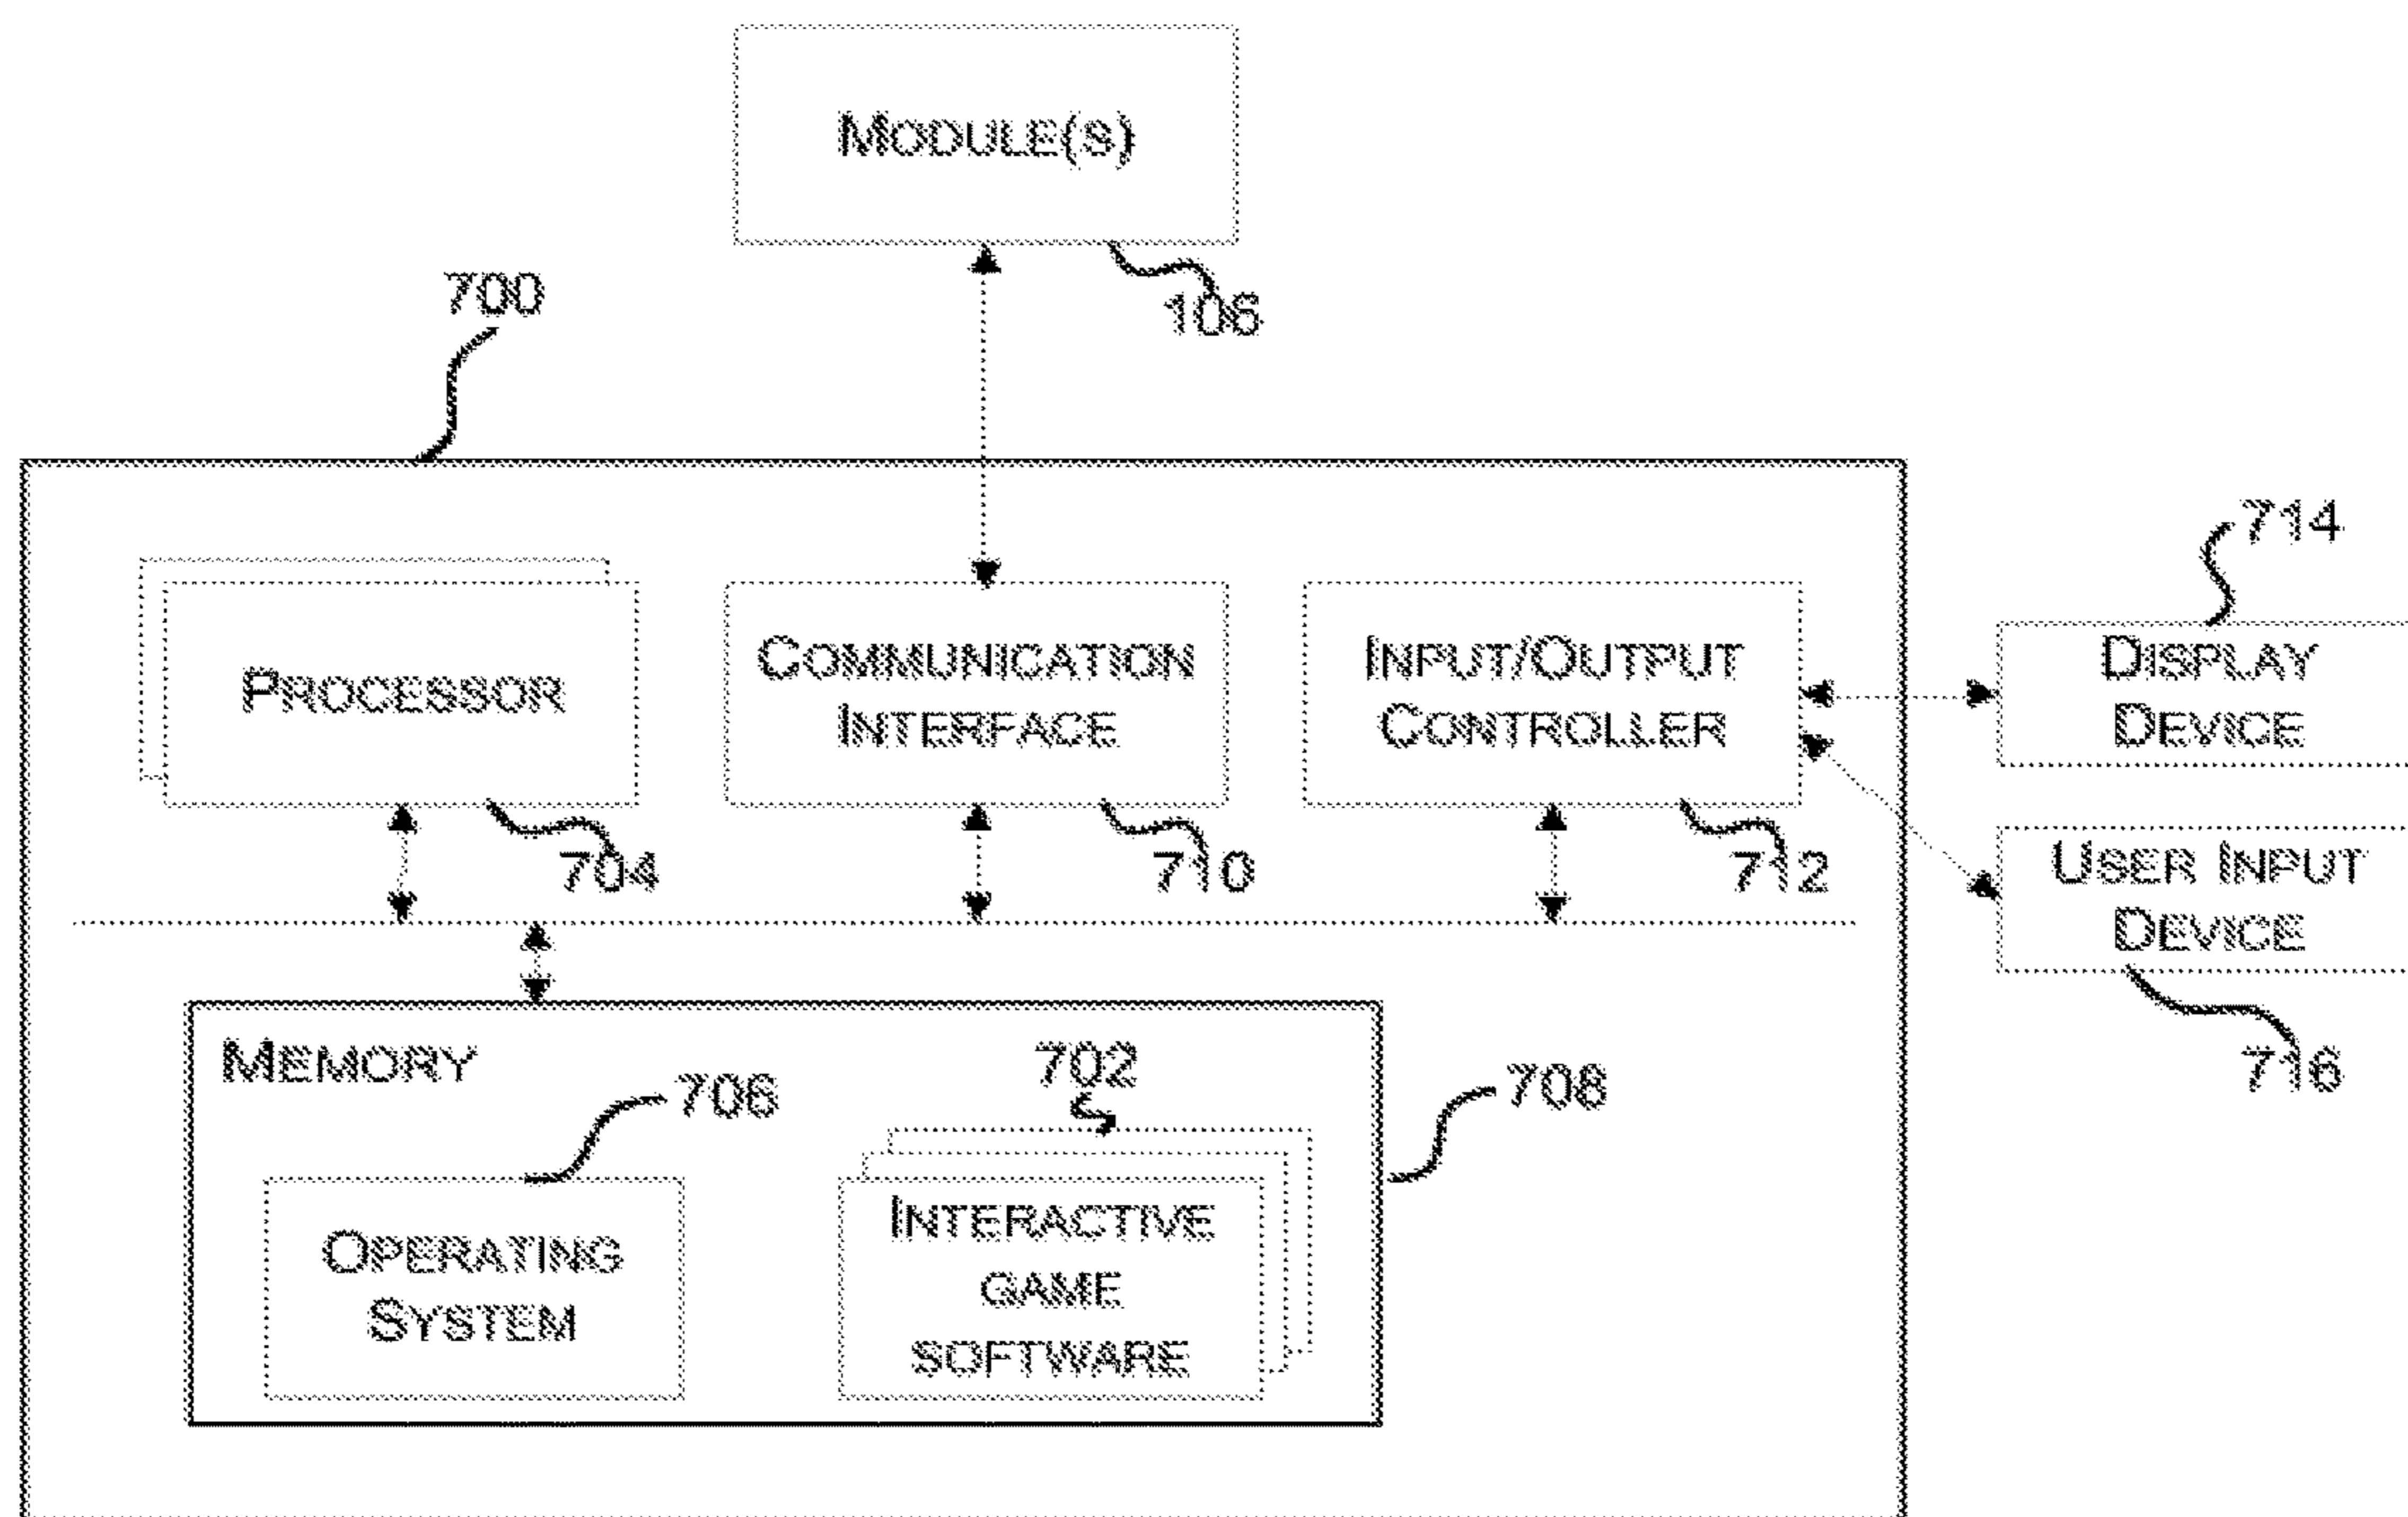 MODULE(S)
106
700
714
PROCESSOR
704
COMMUNICATION
INTERFACE
710
INPUT/OUTPUT
CONTROLLER
712
DISPLAY
DEVICE
USER INPUT
DEVICE
716
MEMORY
706
702
708
OPERATING
SYSTEM
INTERACTIVE
GAME
SOFTWARE